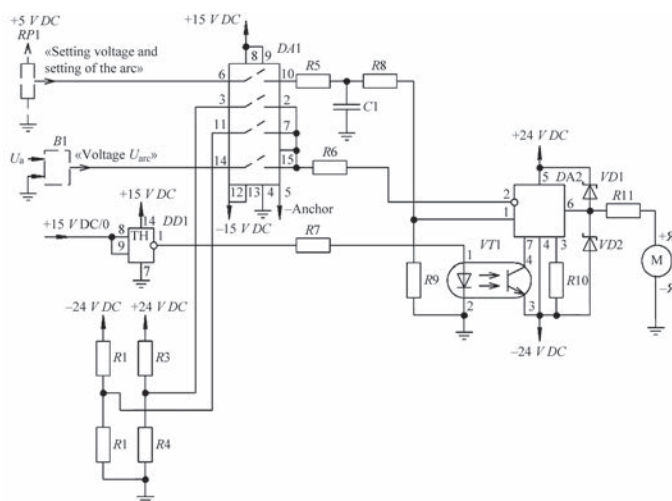 +5 V DC
RP1
«Setting voltage and
setting of the arc»
+15 V DC
8 9
DA1
6
10
R5
R8
3
2
C1
11
7
Ua
B1
«Voltage Uarc»
14
15
R6
12 13 4 5
–Anchor
–15 V DC
+24 V DC
5
DA2
VD1
2
1
6
R11
7 4 3
VD2
+Я
M
–Я
+15 V DC
14
DD1
+15 V DC/0
8
TH
1
9
7
R7
VT1
1
4
R9
R10
2
3
–24 V DC
–24 V DC
+24 V DC
R1
R3
R1
R4